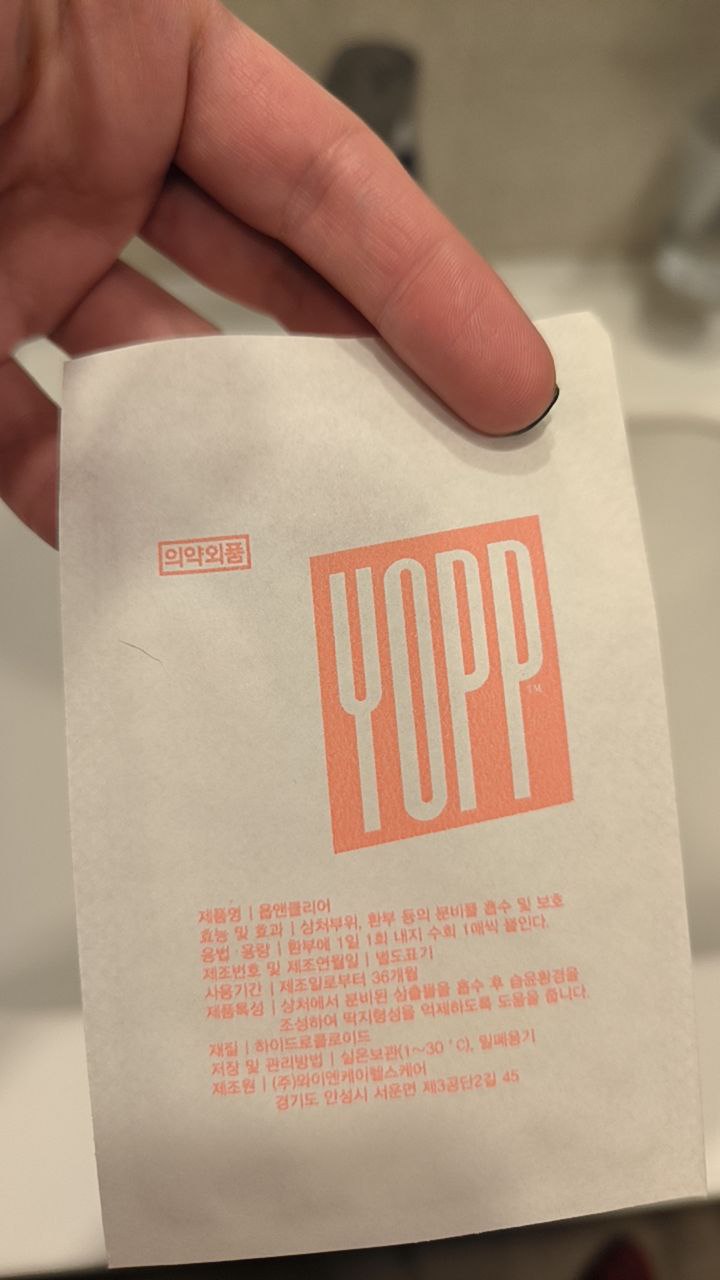 의약외품
YOPP
TM
제품명 | 욥앤클리어
효능 및 효과 | 상처부위, 환부 등의 분비물 흡수 및 보호
용법·용량 | 환부에 1일 1회 내지 수회 1매씩 붙인다.
제조번호 및 제조연월일 | 별도표기
사용기간 | 제조일로부터 36개월
제품특성 | 상처에서 분비된 삼출물을 흡수 후 습윤환경을
조성하여 딱지형성을 억제하도록 도움을 줍니다.
재질 | 하이드로콜로이드
저장 및 관리방법 | 실온보관(1~30˚C), 밀폐용기
제조원 | (주)와이엔케이헬스케어
경기도 안성시 서운면 제3공단2길 45